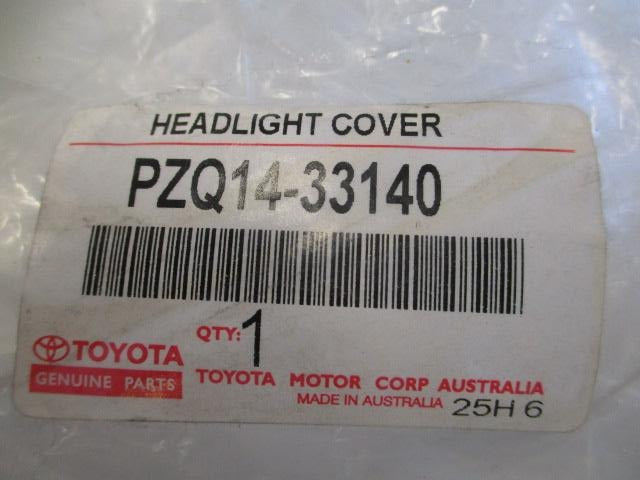 HEADLIGHT COVER
PZQ14-33140
QTY: 1
TOYOTA
GENUINE PARTS
TOYOTA MOTOR CORP AUSTRALIA
MADE IN AUSTRALIA 25H 6